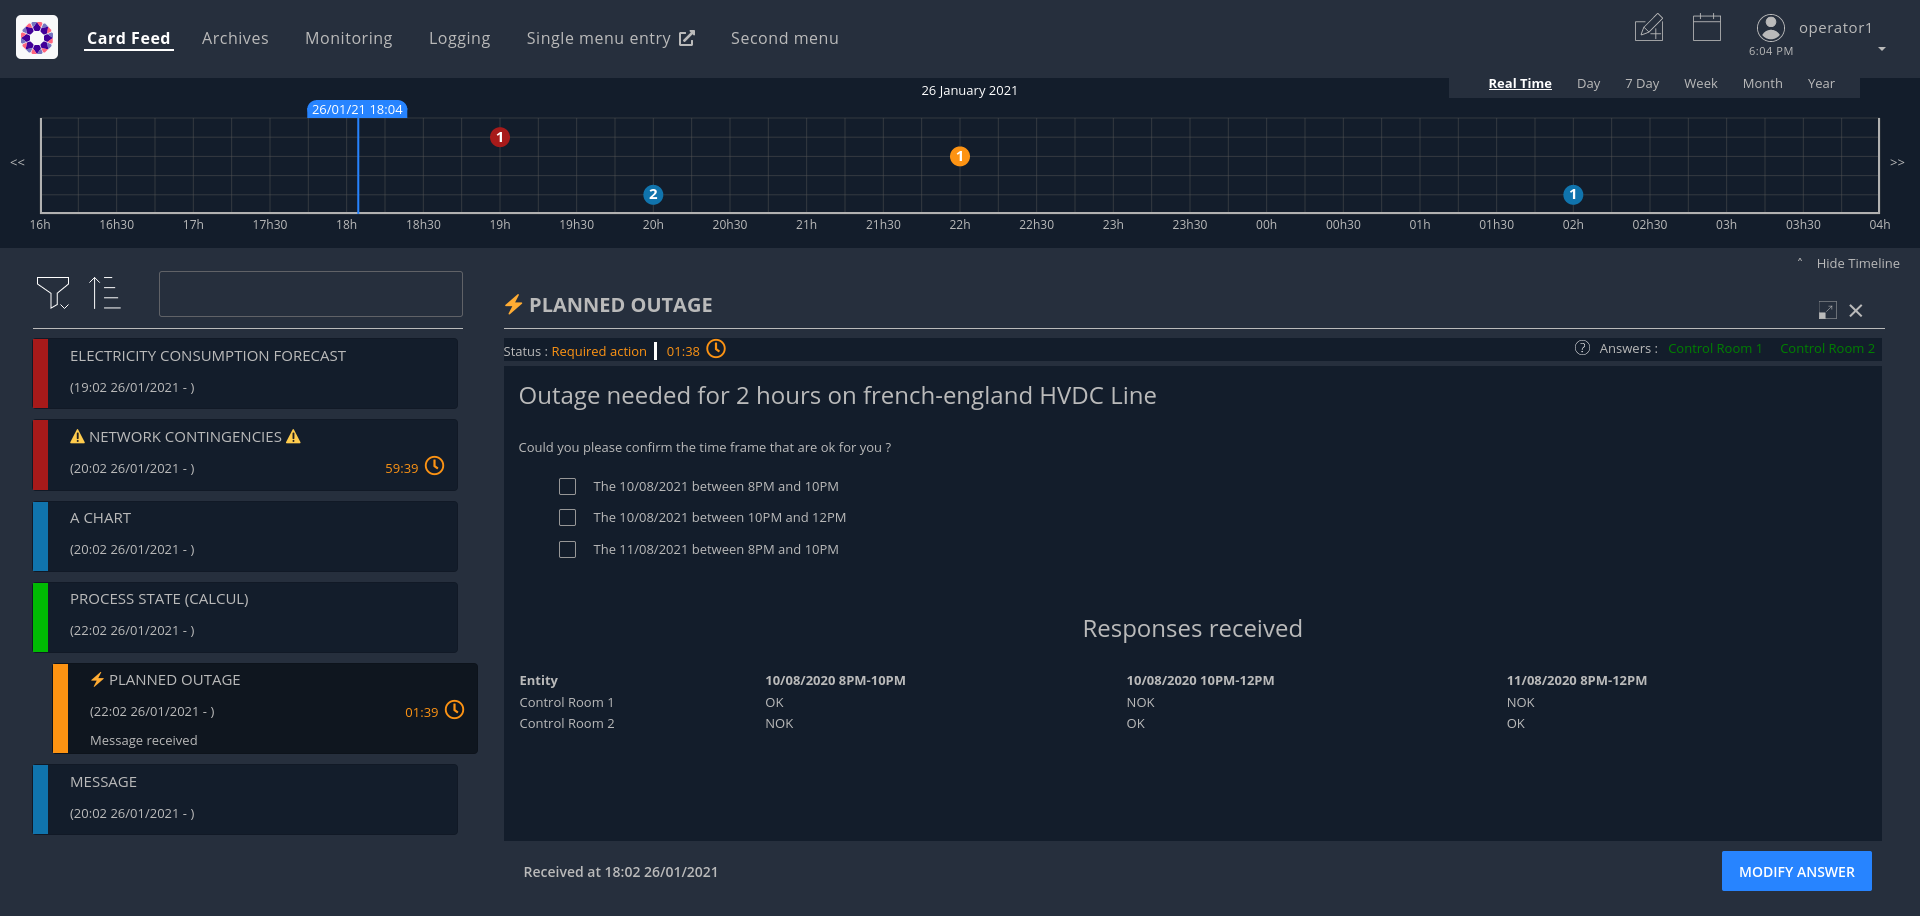 Card Feed Archives Monitoring Logging Single menu entry Second menu operator1
6:04 PM
Real Time Day 7 Day Week Month Year
26 January 2021
26/01/21 18:04
1
1
<< >>
2 1
16h 16h30 17h 17h30 18h 18h30 19h 19h30 20h 20h30 21h 21h30 22h 22h30 23h 23h30 00h 00h30 01h 01h30 02h 02h30 03h 03h30 04h
Hide Timeline
ELECTRICITY CONSUMPTION FORECAST
(19:02 26/01/2021 - )
⚠️ NETWORK CONTINGENCIES ⚠️
(20:02 26/01/2021 - ) 59:39
A CHART
(20:02 26/01/2021 - )
PROCESS STATE (CALCUL)
(22:02 26/01/2021 - )
⚡ PLANNED OUTAGE
(22:02 26/01/2021 - ) 01:39
Message received
MESSAGE
(20:02 26/01/2021 - )
⚡ PLANNED OUTAGE
Status : Required action 01:38 ? Answers : Control Room 1 Control Room 2
Outage needed for 2 hours on french-england HVDC Line
Could you please confirm the time frame that are ok for you ?
The 10/08/2021 between 8PM and 10PM
The 10/08/2021 between 10PM and 12PM
The 11/08/2021 between 8PM and 10PM
Responses received
Entity 10/08/2020 8PM-10PM 10/08/2020 10PM-12PM 11/08/2020 8PM-12PM
Control Room 1 OK NOK NOK
Control Room 2 NOK OK OK
Received at 18:02 26/01/2021
MODIFY ANSWER